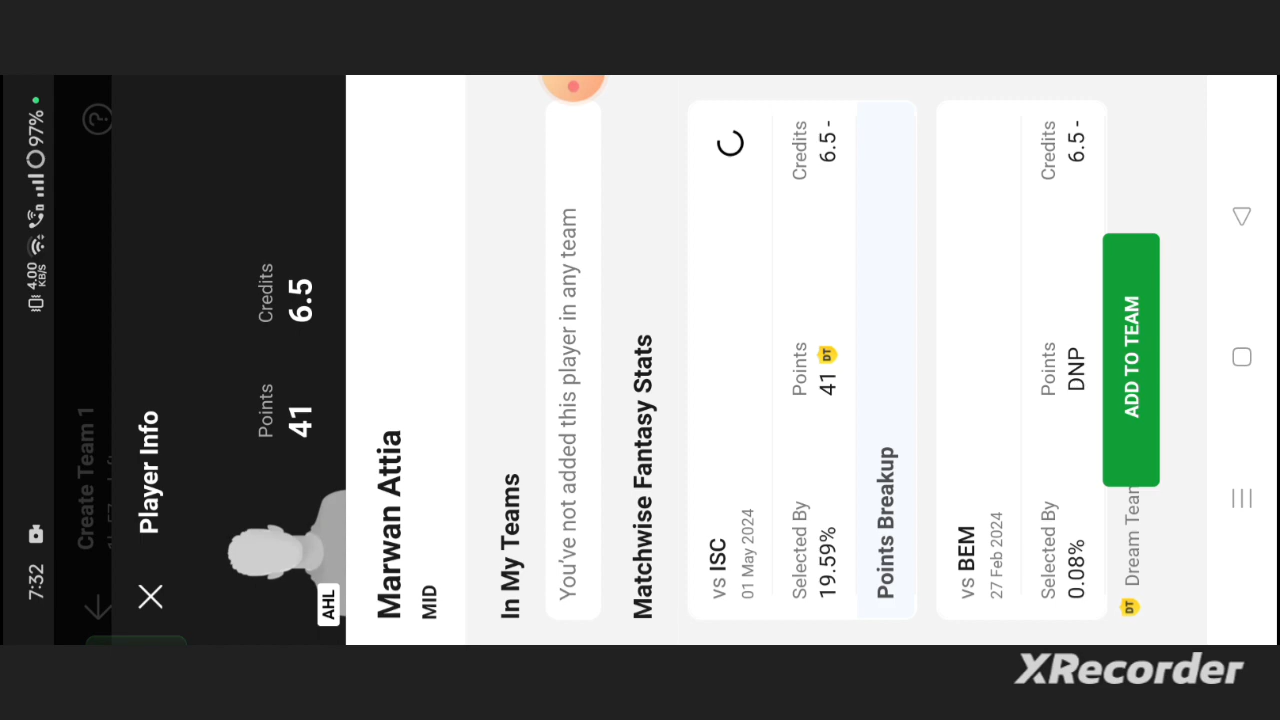 7:32
4.00
KB/S
97%
Create Team 1
?
Player Info
AHL
Points
Credits
41
6.5
Marwan Attia
MID
In My Teams
You've not added this player in any team
Matchwise Fantasy Stats
vs ISC
01 May 2024
Selected By
Points
Credits
19.59%
41 DT
6.5 -
Points Breakup
vs BEM
27 Feb 2024
Selected By
Points
Credits
0.08%
DNP
6.5 -
DT Dream Team
ADD TO TEAM
XRecorder